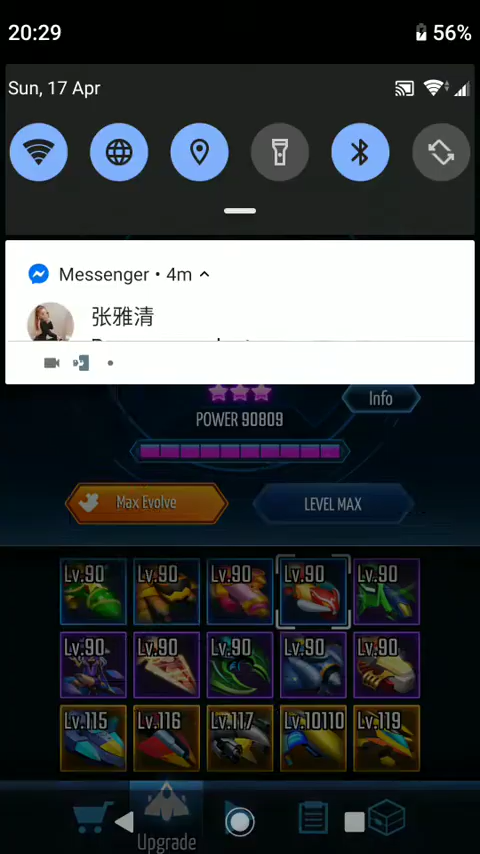 20:29
56%
Sun, 17 Apr
Messenger • 4m
张雅清
POWER 90809
Info
Max Evolve
LEVEL MAX
Lv.90 Lv.90 Lv.90 Lv.90 Lv.90
Lv.90 Lv.90 Lv.90 Lv.90 Lv.90
Lv.115 Lv.116 Lv.117 Lv.10110 Lv.119
Upgrade